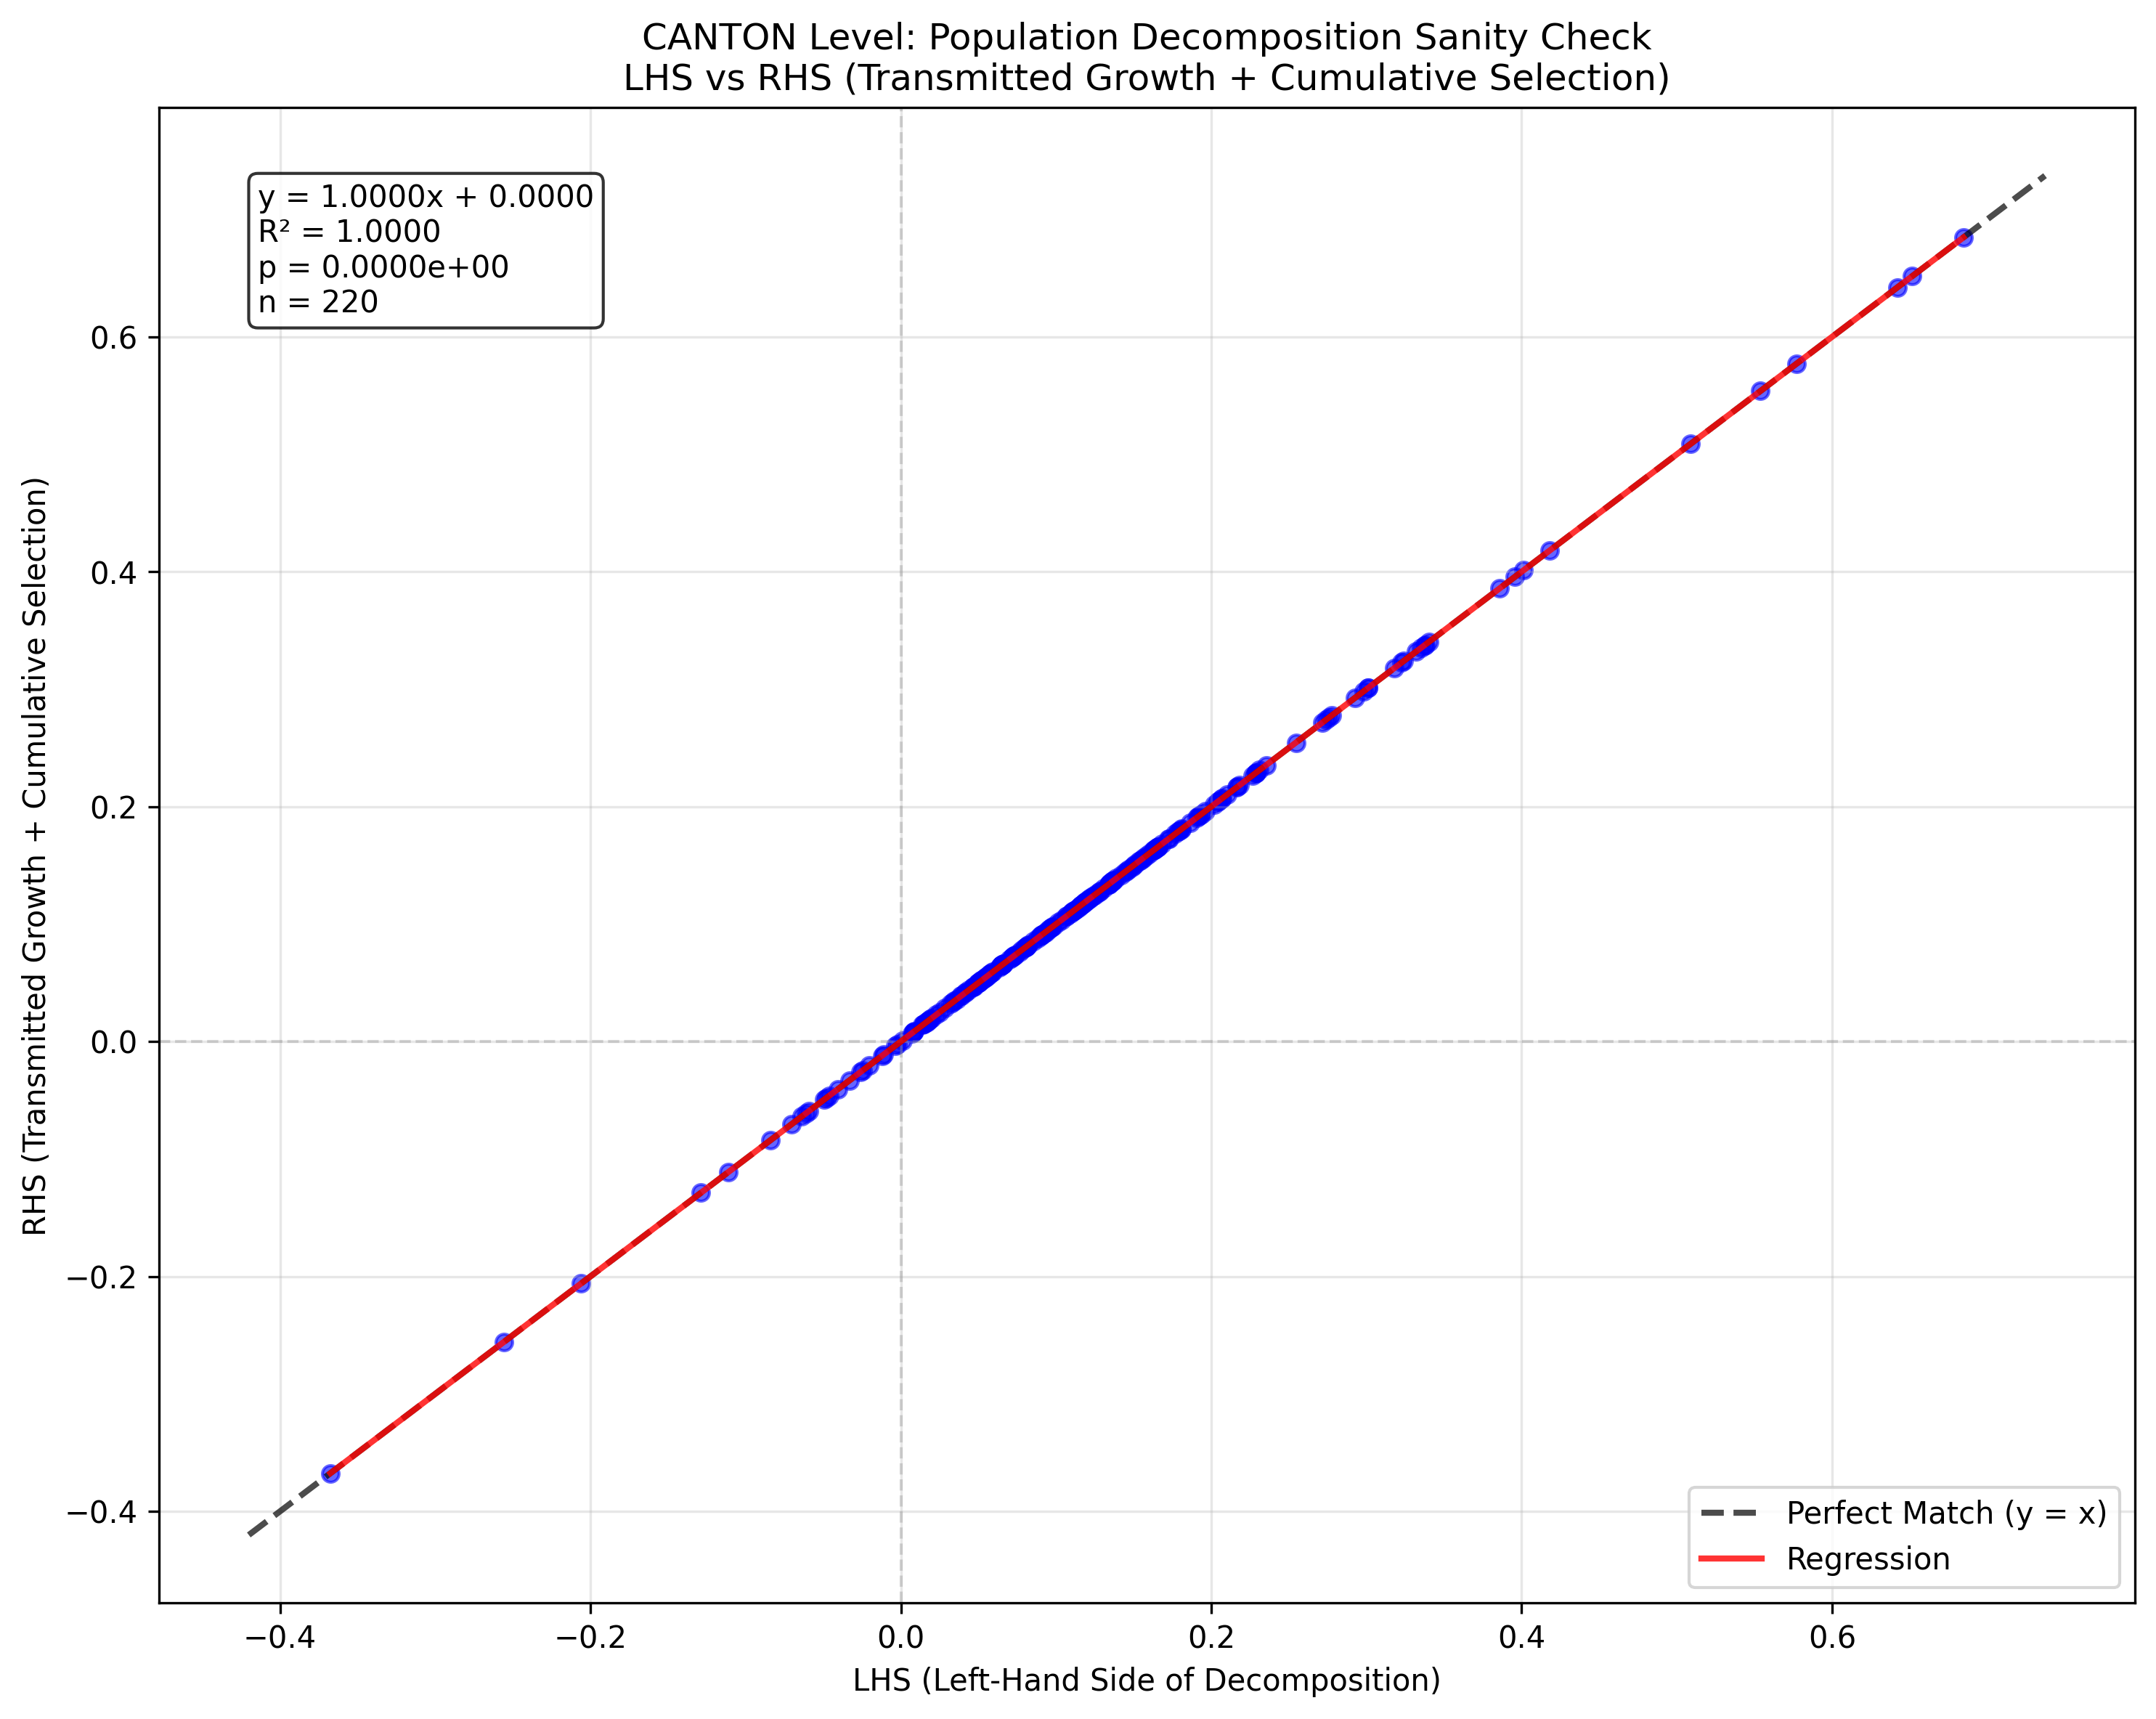 CANTON Level: Population Decomposition Sanity Check
LHS vs RHS (Transmitted Growth + Cumulative Selection)
y = 1.0000x + 0.0000
R² = 1.0000
p = 0.0000e+00
n = 220
RHS (Transmitted Growth + Cumulative Selection)
0.6
0.4
0.2
0.0
−0.2
−0.4
Perfect Match (y = x)
Regression
−0.4
−0.2
0.0
0.2
0.4
0.6
LHS (Left-Hand Side of Decomposition)